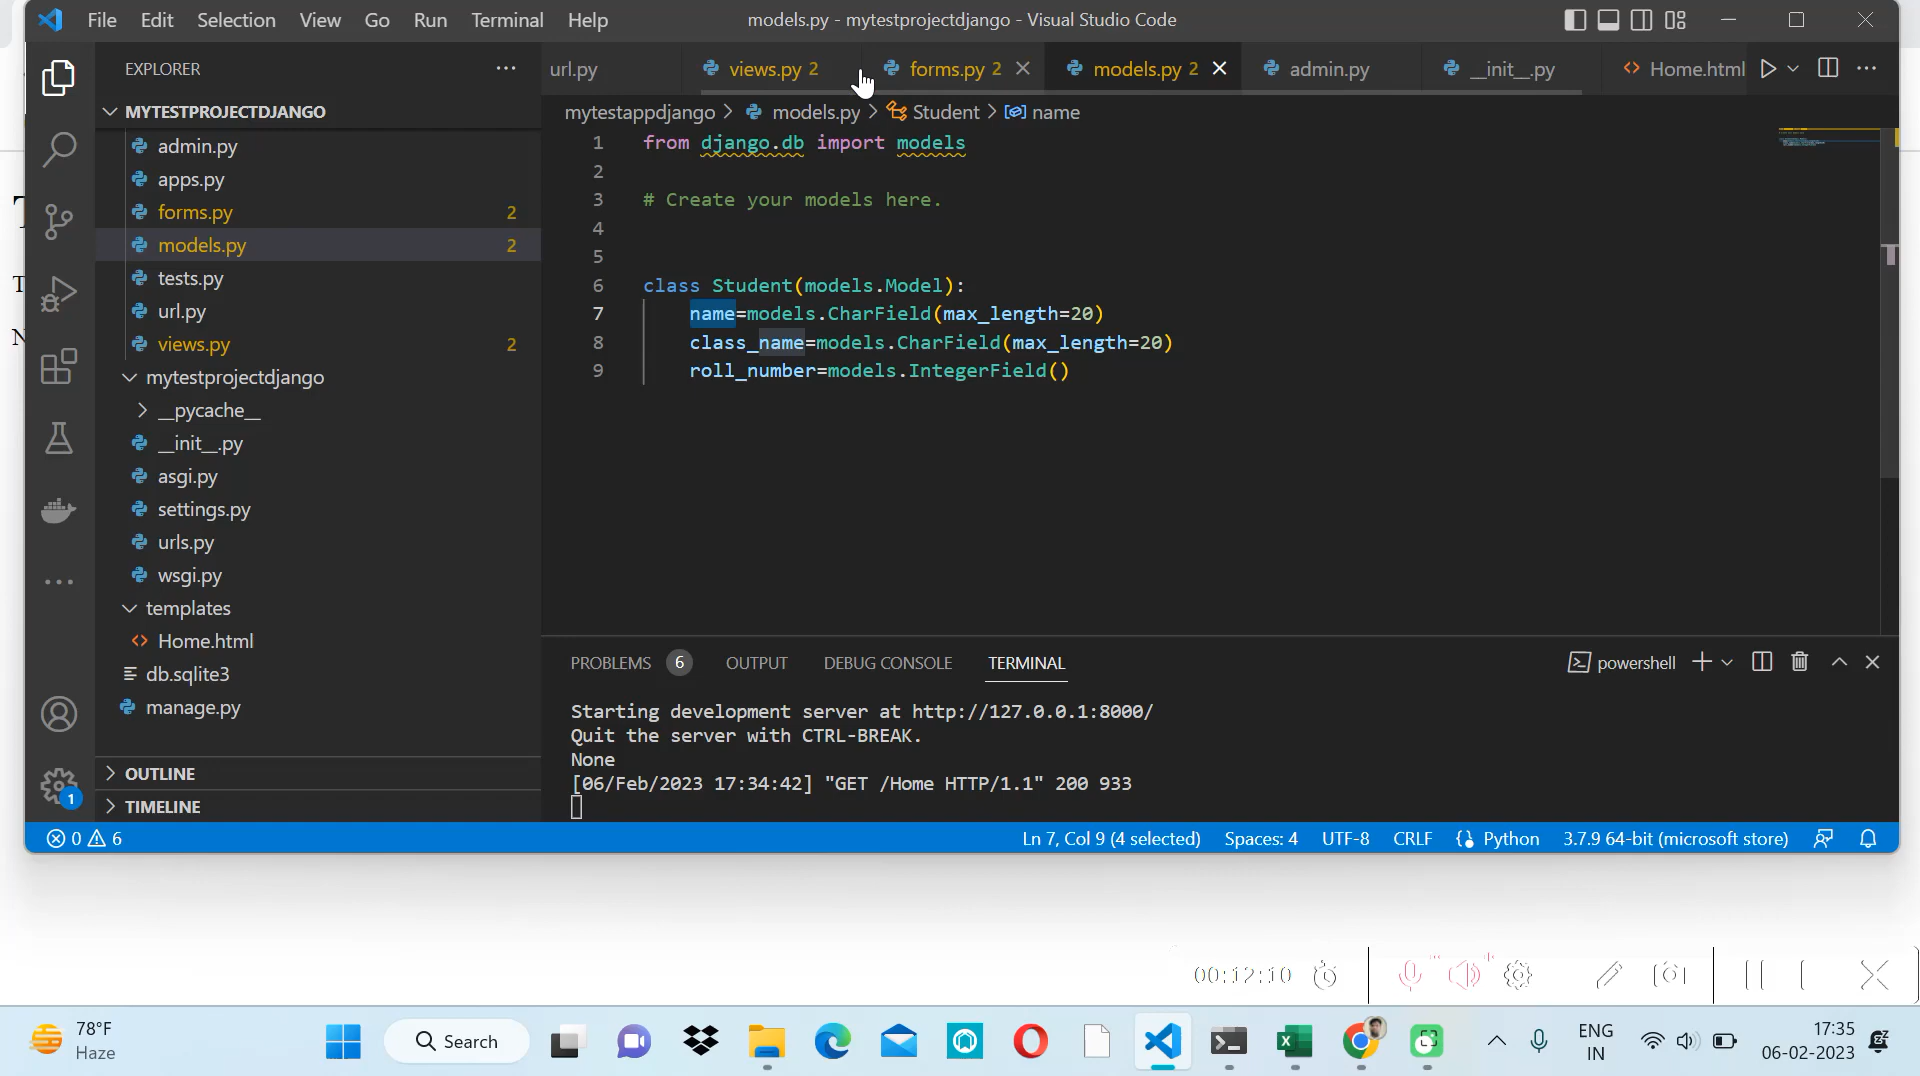 File Edit Selection View Go Run Terminal Help
models.py - mytestprojectdjango - Visual Studio Code
EXPLORER
MYTESTPROJECTDJANGO
admin.py
apps.py
forms.py 2
models.py 2
tests.py
url.py
views.py 2
mytestprojectdjango
__pycache__
__init__.py
asgi.py
settings.py
urls.py
wsgi.py
templates
Home.html
db.sqlite3
manage.py
OUTLINE
TIMELINE
url.py views.py 2 forms.py 2 models.py 2 admin.py __init__.py Home.html
mytestappdjango > models.py > Student > name
1 from django.db import models
2
3 # Create your models here.
4
5
6 class Student(models.Model):
7 name=models.CharField(max_length=20)
8 class_name=models.CharField(max_length=20)
9 roll_number=models.IntegerField()
PROBLEMS 6 OUTPUT DEBUG CONSOLE TERMINAL
powershell
Starting development server at http://127.0.0.1:8000/
Quit the server with CTRL-BREAK.
None
[06/Feb/2023 17:34:42] "GET /Home HTTP/1.1" 200 933
1
0 6
Ln 7, Col 9 (4 selected) Spaces: 4 UTF-8 CRLF Python 3.7.9 64-bit (microsoft store)
00:12:10
78°F
Haze
Search
ENG
IN
17:35
06-02-2023